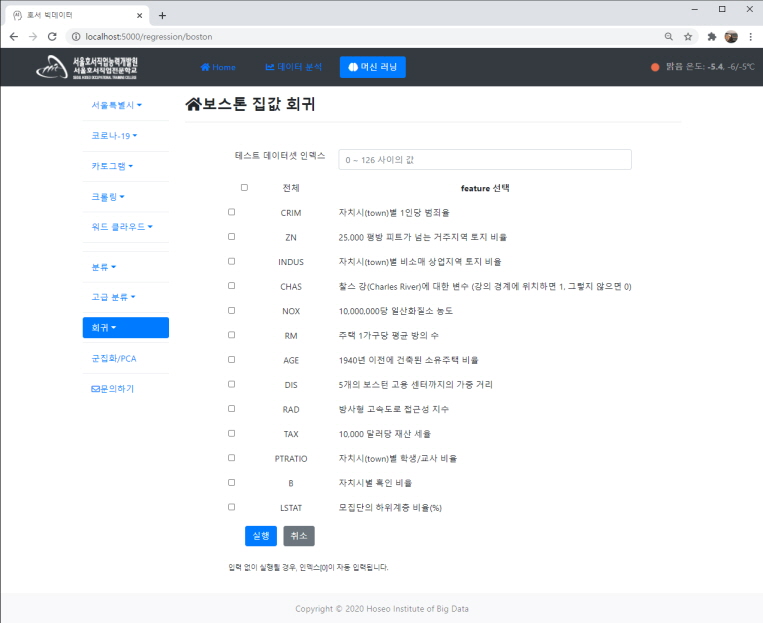 호서 빅데이터
localhost:5000/regression/boston
서울호서직업능력개발원
서울호서직업전문학교
Home
데이터 분석
머신 러닝
맑음 온도: -5.4, -6/-5℃
서울특별시
코로나-19
카토그램
크롤링
워드 클라우드
분류
고급 분류
회귀
군집화/PCA
문의하기
보스톤 집값 회귀
테스트 데이터셋 인덱스 0 ~ 126 사이의 값
전체 feature 선택
CRIM 자치시(town)별 1인당 범죄율
ZN 25,000 평방 피트가 넘는 거주지역 토지 비율
INDUS 자치시(town)별 비소매 상업지역 토지 비율
CHAS 찰스 강(Charles River)에 대한 변수 (강의 경계에 위치하면 1, 그렇지 않으면 0)
NOX 10,000,000당 일산화질소 농도
RM 주택 1가구당 평균 방의 수
AGE 1940년 이전에 건축된 소유주택 비율
DIS 5개의 보스턴 고용 센터까지의 가중 거리
RAD 방사형 고속도로 접근성 지수
TAX 10,000 달러당 재산 세율
PTRATIO 자치시(town)별 학생/교사 비율
B 자치시별 흑인 비율
LSTAT 모집단의 하위계층 비율(%)
실행 취소
입력 없이 실행될 경우, 인덱스[0]이 자동 입력됩니다.
Copyright © 2020 Hoseo Institute of Big Data